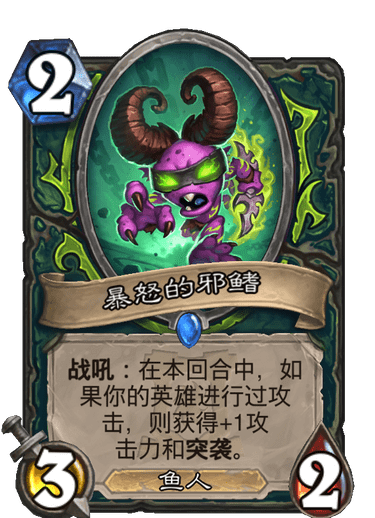 2
暴怒的邪鳍
战吼：在本回合中，如
果你的英雄进行过攻
击，则获得+1攻
击力和突袭。
鱼人
3
2